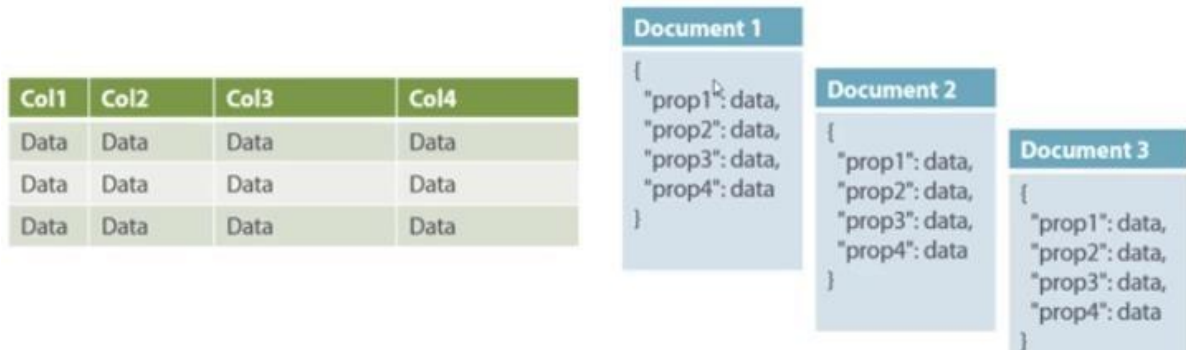 Col1 Col2 Col3 Col4
Data Data Data Data
Data Data Data Data
Data Data Data Data
Document 1
{
"prop1": data,
"prop2": data,
"prop3": data,
"prop4": data
}
Document 2
{
"prop1": data,
"prop2": data,
"prop3": data,
"prop4": data
}
Document 3
{
"prop1": data,
"prop2": data,
"prop3": data,
"prop4": data
}